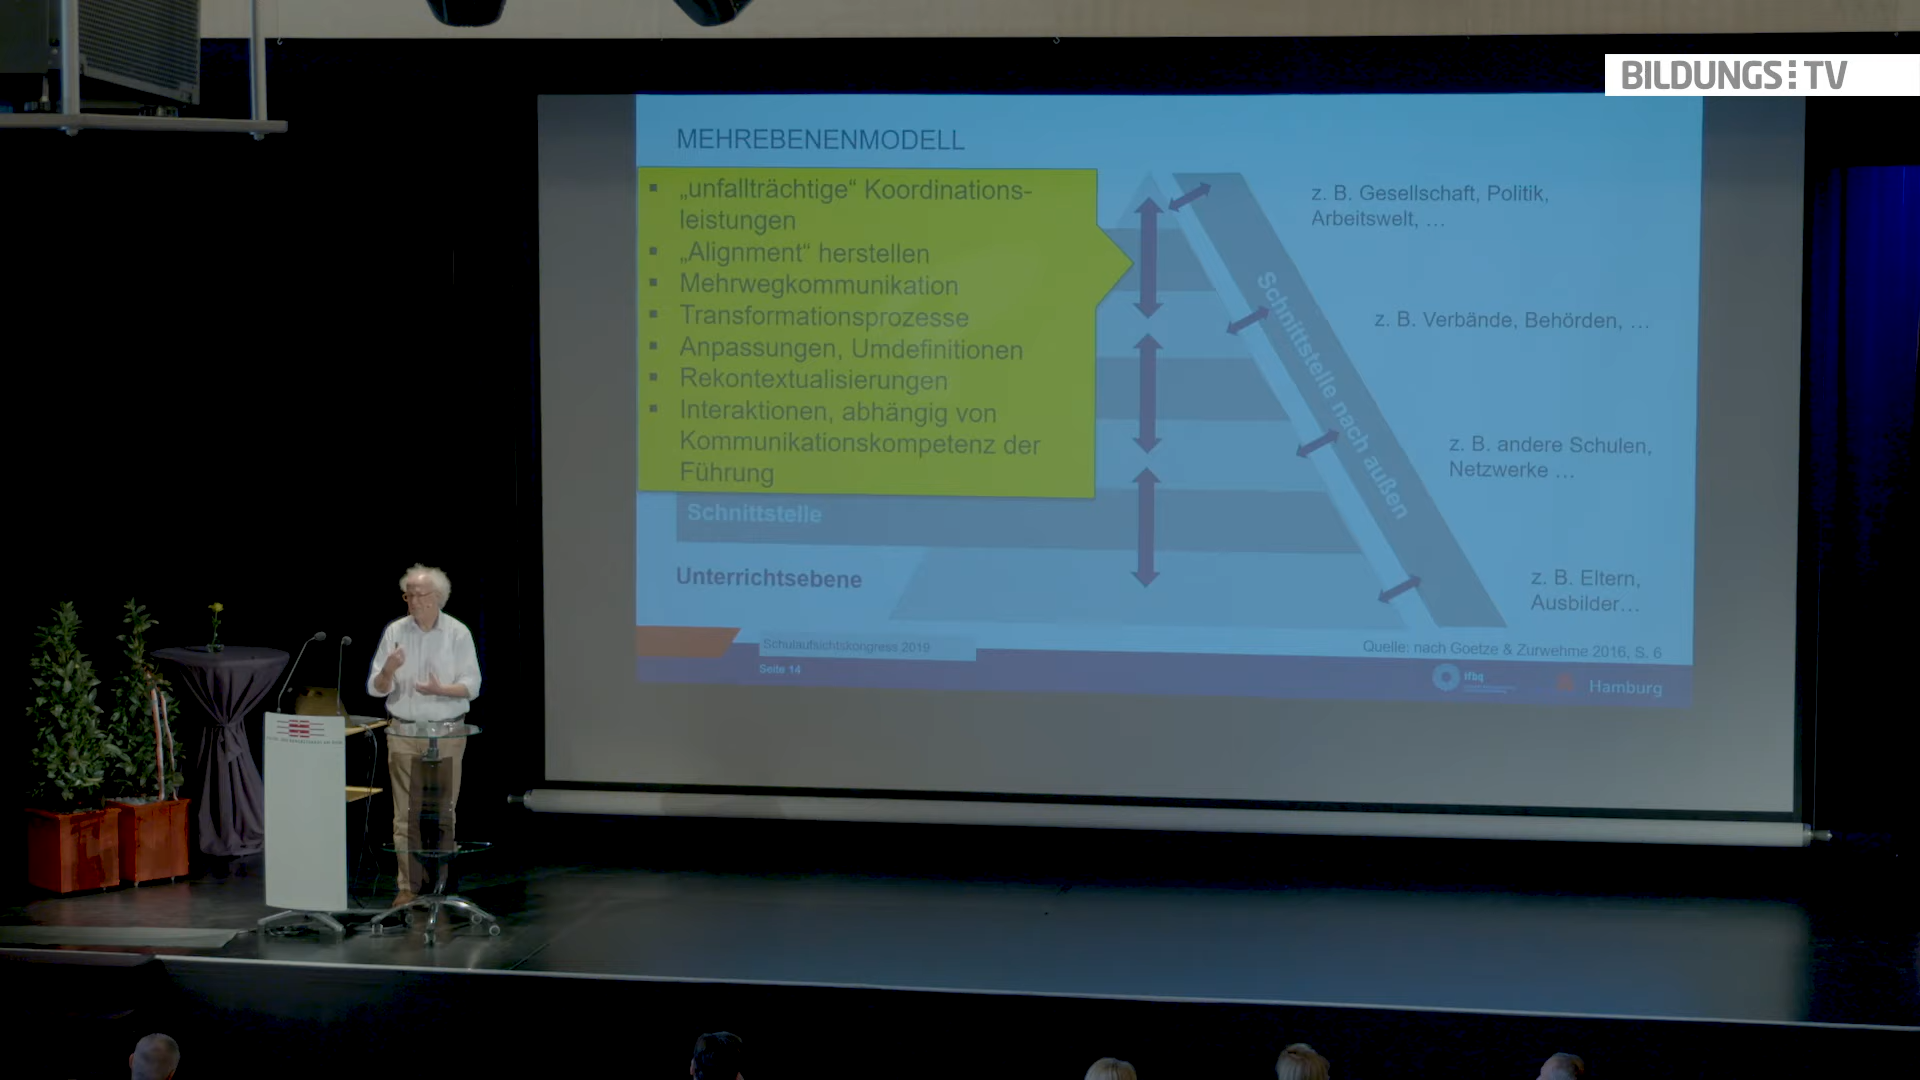 BILDUNGS:TV
MEHREBENENMODELL
▪ „unfallträchtige“ Koordinations-
leistungen
▪ „Alignment“ herstellen
▪ Mehrwegkommunikation
▪ Transformationsprozesse
▪ Anpassungen, Umdefinitionen
▪ Rekontextualisierungen
▪ Interaktionen, abhängig von
Kommunikationskompetenz der
Führung
Schnittstelle
Unterrichtsebene
Schnittstelle nach außen
z. B. Gesellschaft, Politik,
Arbeitswelt, …
z. B. Verbände, Behörden, …
z. B. andere Schulen,
Netzwerke …
z. B. Eltern,
Ausbilder…
Quelle: nach Goetze & Zurwehme 2016, S. 6
Schulaufsichtskongress 2019
Seite 14
ifbq
Hamburg